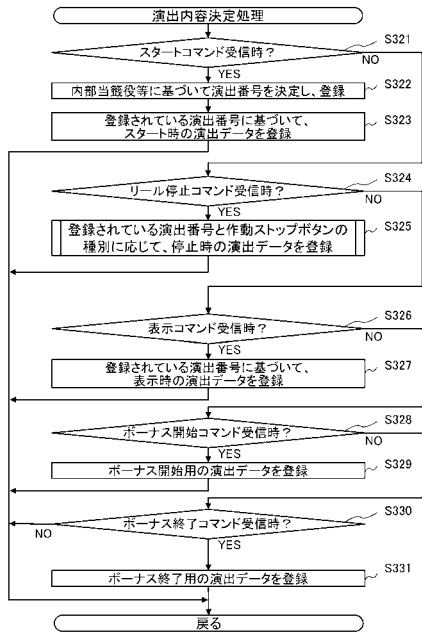 演出内容決定処理
スタートコマンド受信時？
S321
NO
YES
内部当籤役等に基づいて演出番号を決定し、登録
S322
登録されている演出番号に基づいて、
スタート時の演出データを登録
S323
リール停止コマンド受信時？
S324
NO
YES
登録されている演出番号と作動ストップボタンの
種別に応じて、停止時の演出データを登録
S325
表示コマンド受信時？
S326
NO
YES
登録されている演出番号に基づいて、
表示時の演出データを登録
S327
ボーナス開始コマンド受信時？
S328
NO
YES
ボーナス開始用の演出データを登録
S329
ボーナス終了コマンド受信時？
S330
NO
YES
ボーナス終了用の演出データを登録
S331
戻る